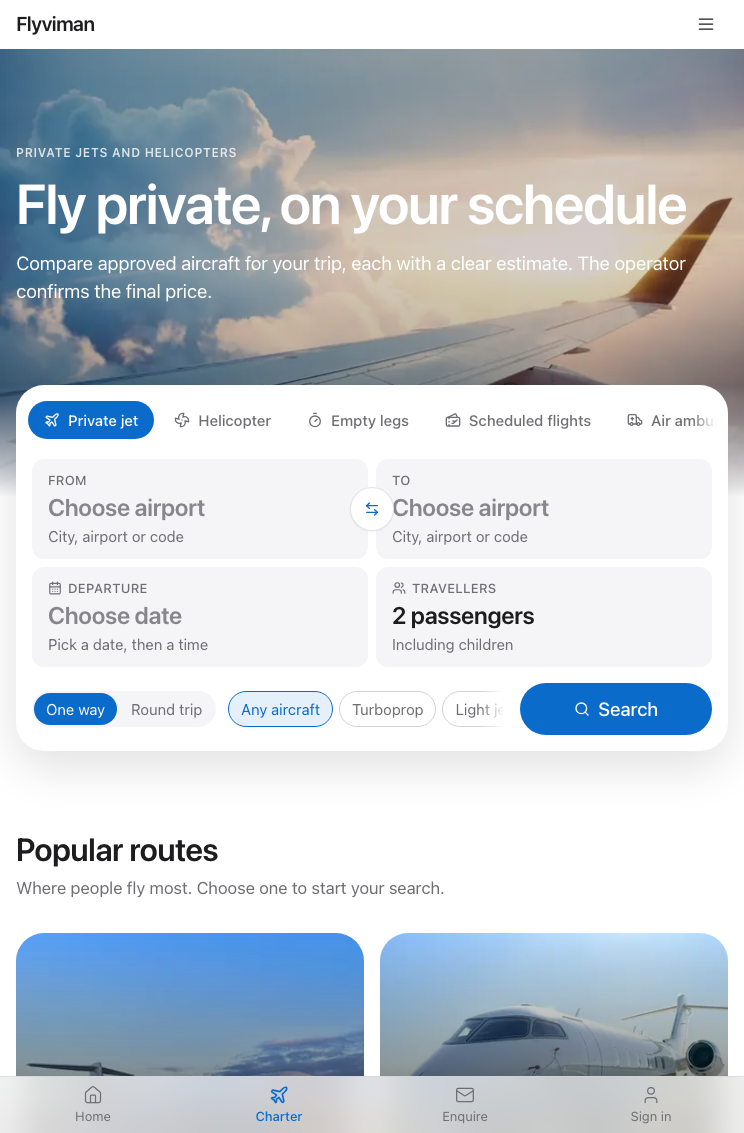 Flyviman
PRIVATE JETS AND HELICOPTERS
Fly private, on your schedule
Compare approved aircraft for your trip, each with a clear estimate. The operator
confirms the final price.
Private jet
Helicopter
Empty legs
Scheduled flights
Air ambu
FROM
Choose airport
City, airport or code
TO
Choose airport
City, airport or code
DEPARTURE
Choose date
Pick a date, then a time
TRAVELLERS
2 passengers
Including children
One way
Round trip
Any aircraft
Turboprop
Light je
Search
Popular routes
Where people fly most. Choose one to start your search.
Home
Charter
Enquire
Sign in